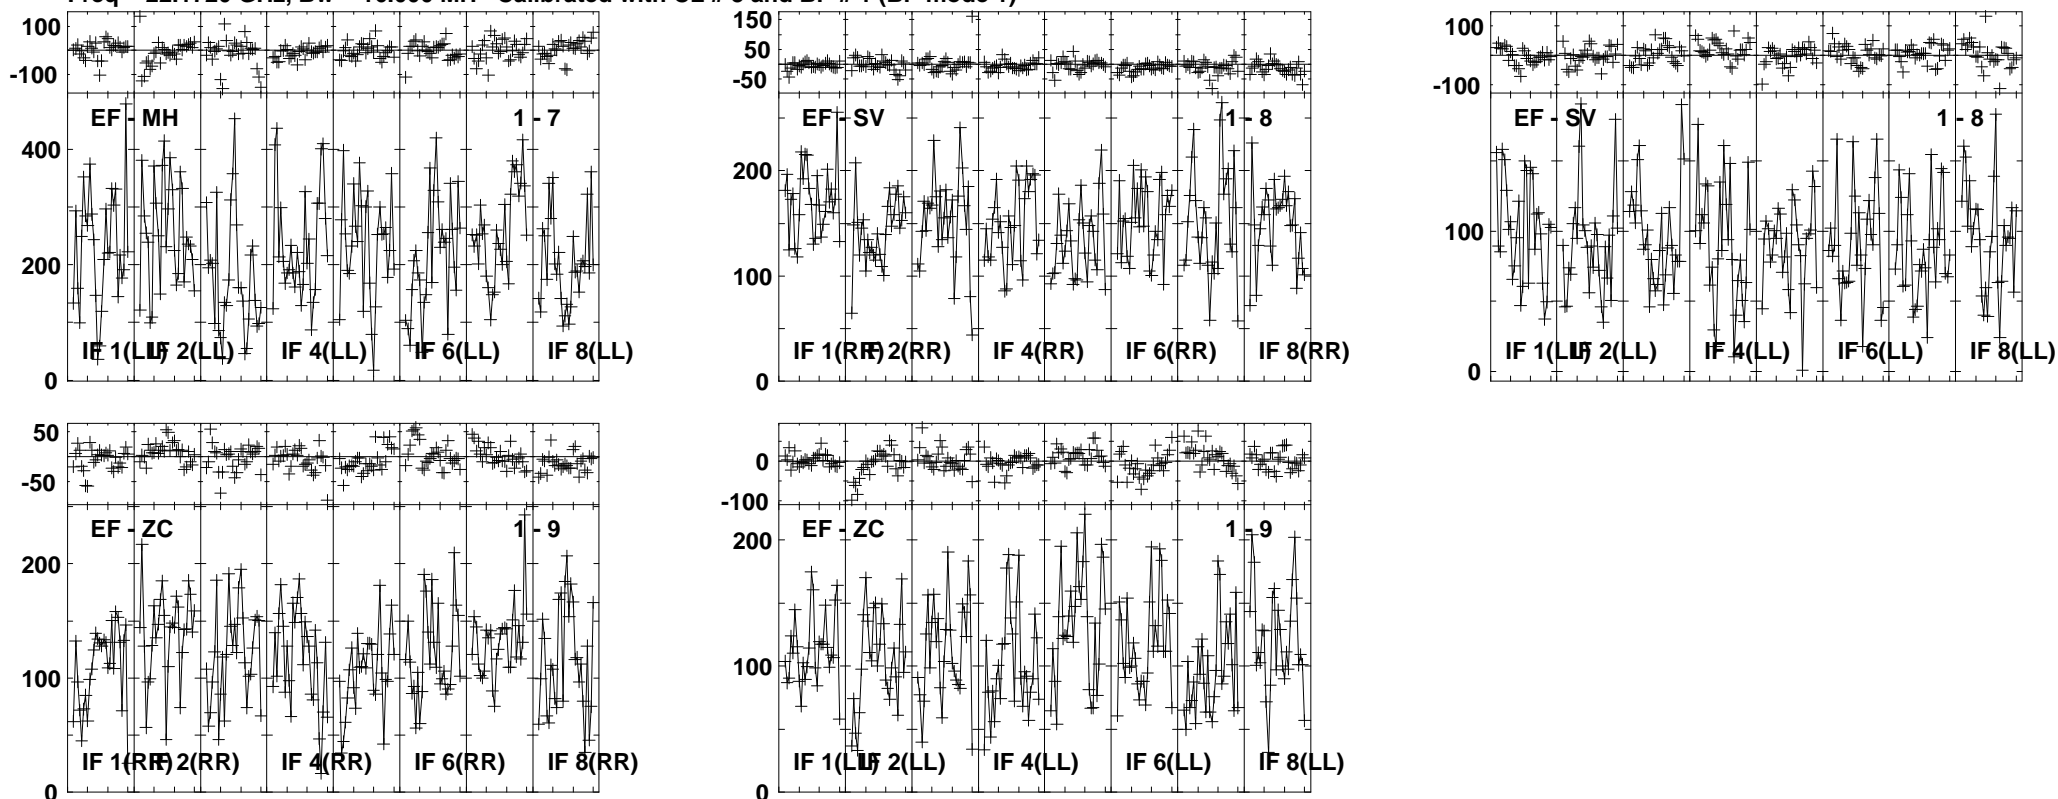 100
-100
EF - MH
1 - 7
400
200
0
IF 1(LL)
IF 2(LL)
IF 4(LL)
IF 6(LL)
IF 8(LL)
150
50
-50
EF - SV
1 - 8
200
100
0
IF 1(RR)
IF 2(RR)
IF 4(RR)
IF 6(RR)
IF 8(RR)
100
-100
EF - SV
1 - 8
100
0
IF 1(LL)
IF 2(LL)
IF 4(LL)
IF 6(LL)
IF 8(LL)
50
-50
EF - ZC
1 - 9
200
100
0
IF 1(RR)
IF 2(RR)
IF 4(RR)
IF 6(RR)
IF 8(RR)
0
-100
EF - ZC
1 - 9
200
100
0
IF 1(LL)
IF 2(LL)
IF 4(LL)
IF 6(LL)
IF 8(LL)